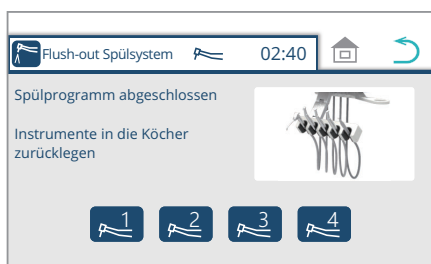 Flush-out Spülsystem 02:40
Spülprogramm abgeschlossen
Instrumente in die Köcher
zurücklegen
1 2 3 4